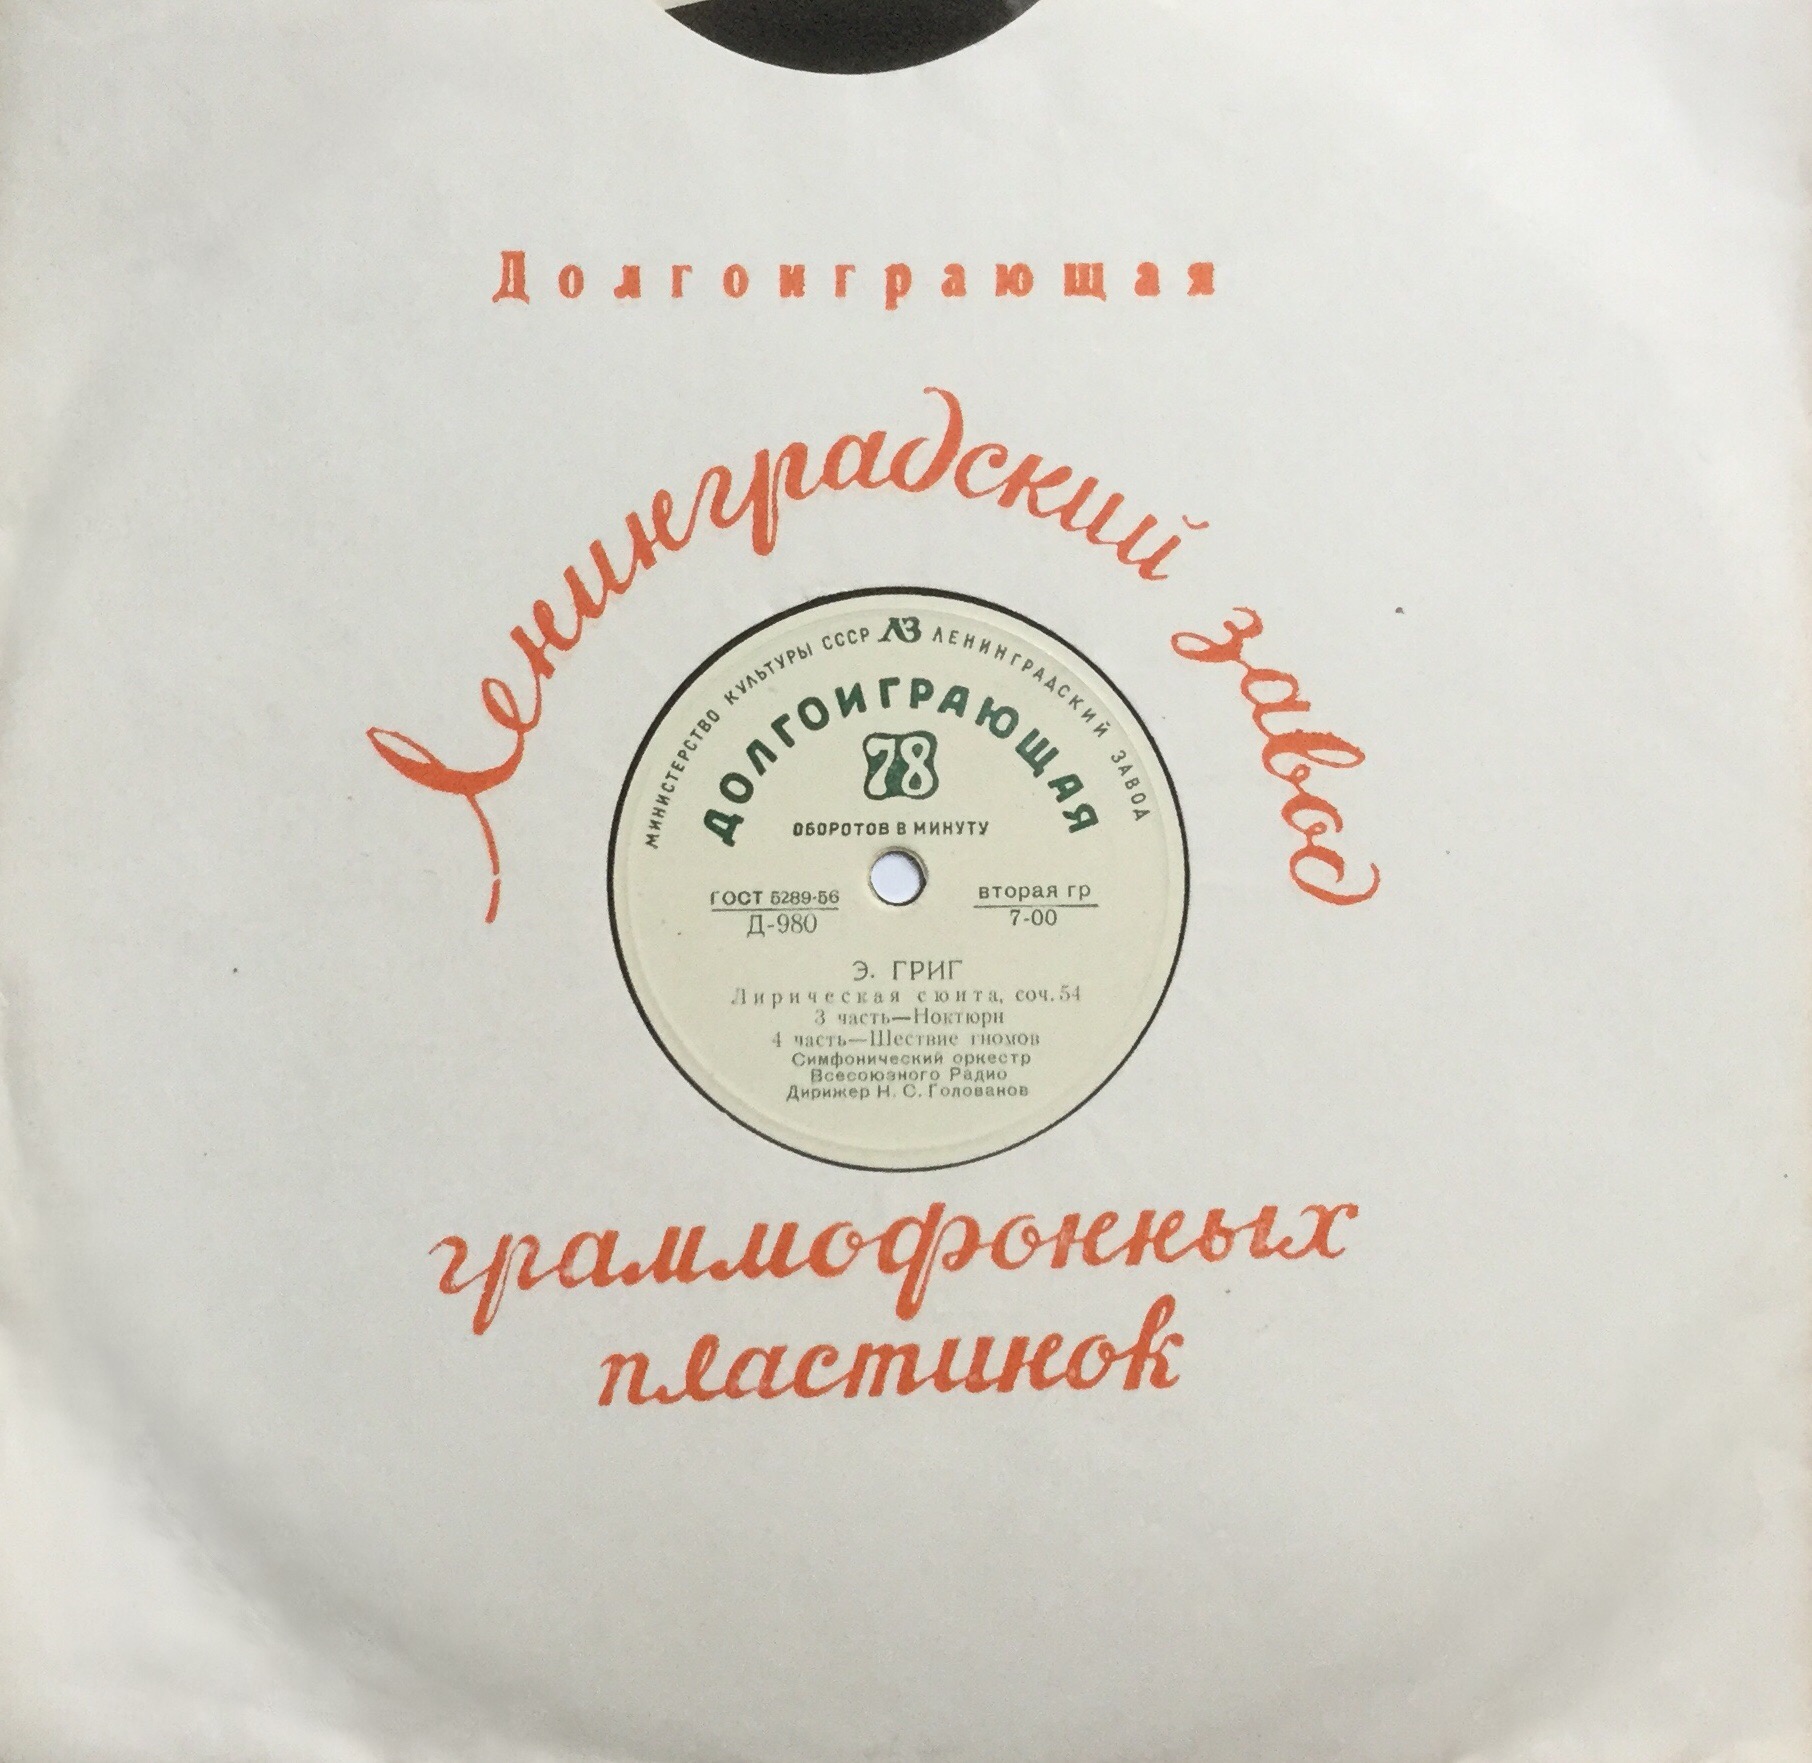 Долгоиграющая
Ленинградский завод
МИНИСТЕРСТВО КУЛЬТУРЫ СССР ЛЗ ЛЕНИНГРАДСКИЙ ЗАВОД
ДОЛГОИГРАЮЩАЯ
78
ОБОРОТОВ В МИНУТУ
ГОСТ 5289-56 вторая гр
Д-980 7-00
Э. ГРИГ
Лирическая сюита, соч. 54
3 часть—Ноктюрн
4 часть—Шествие гномов
Симфонический оркестр
Всесоюзного Радио
Дирижер Н. С. Голованов
граммофонных
пластинок